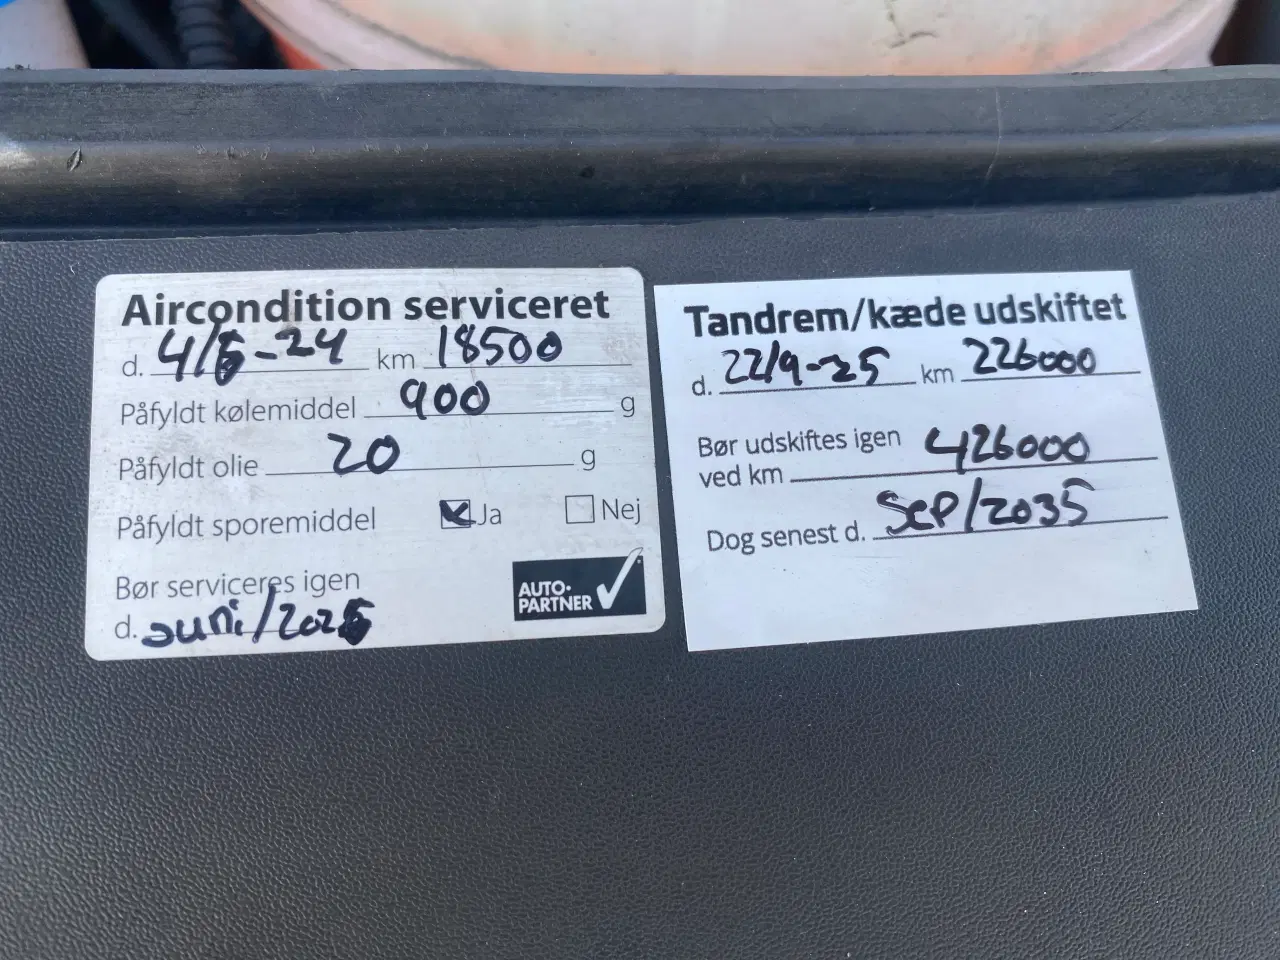 Aircondition serviceret
d. 4/6-24 km 18500
Påfyldt kølemiddel 900 g
Påfyldt olie 20 g
Påfyldt sporemiddel Ja Nej
Bør serviceres igen
d. Juni/2026
AUTO-
PARTNER
Tandrem/kæde udskiftet
d. 22/9-25 km 226000
Bør udskiftes igen
ved km 426000
Dog senest d. Sep/2035